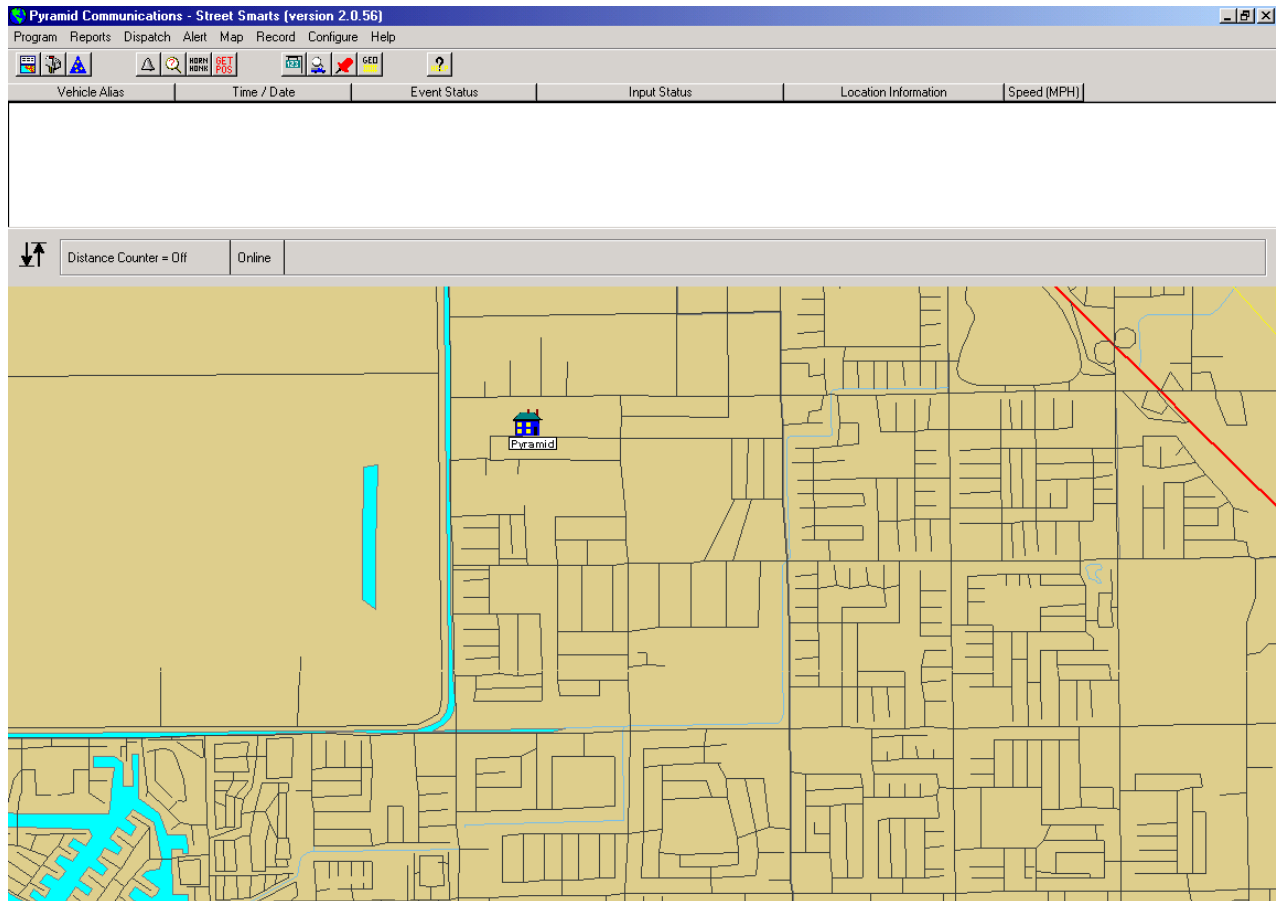 Pyramid Communications - Street Smarts (version 2.0.56)
Program Reports Dispatch Alert Map Record Configure Help
HORN HONK
GET POS
GEO
?
Vehicle Alias Time / Date Event Status Input Status Location Information Speed (MPH)
Distance Counter = Off Online
Pyramid